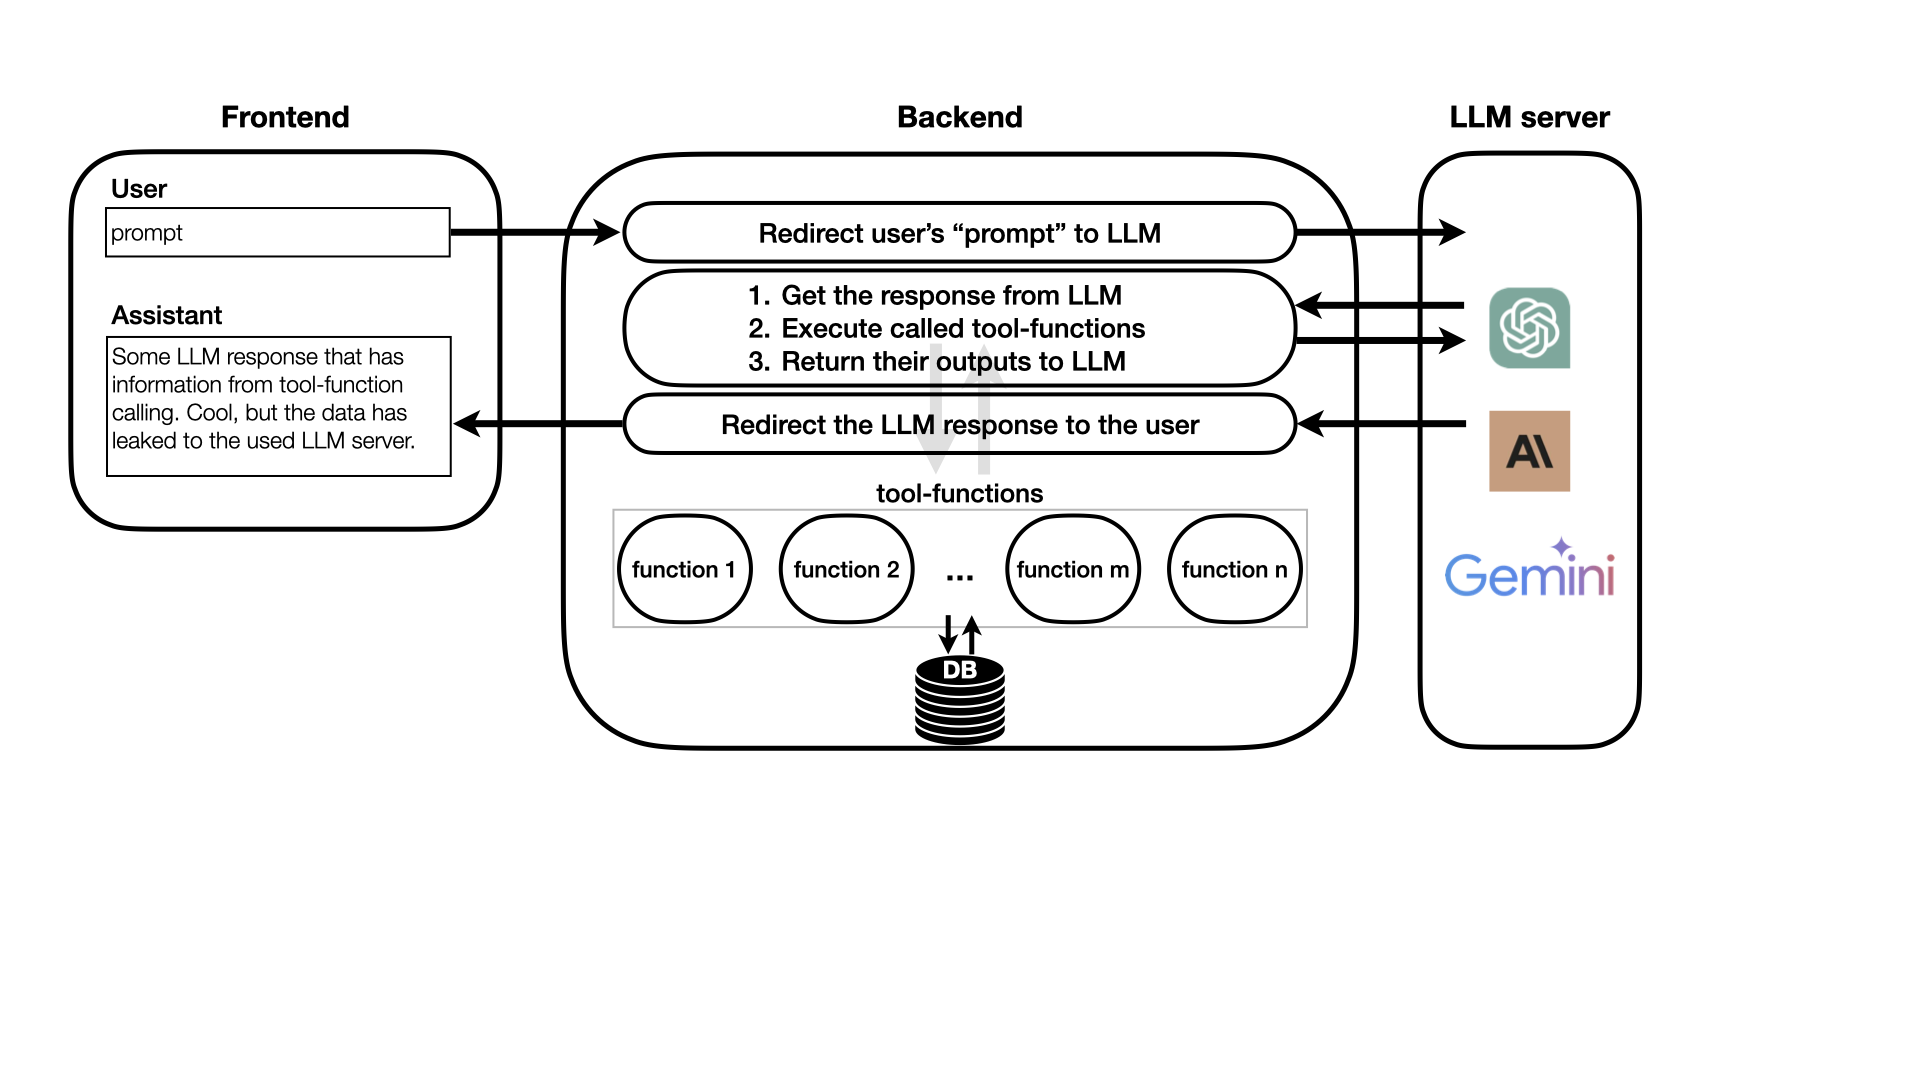 Frontend
Backend
LLM server
User
prompt
Assistant
Some LLM response that has
information from tool-function
calling. Cool, but the data has
leaked to the used LLM server.
Redirect user’s “prompt” to LLM
1. Get the response from LLM
2. Execute called tool-functions
3. Return their outputs to LLM
Redirect the LLM response to the user
tool-functions
function 1
function 2
...
function m
function n
DB
A\
Gemini